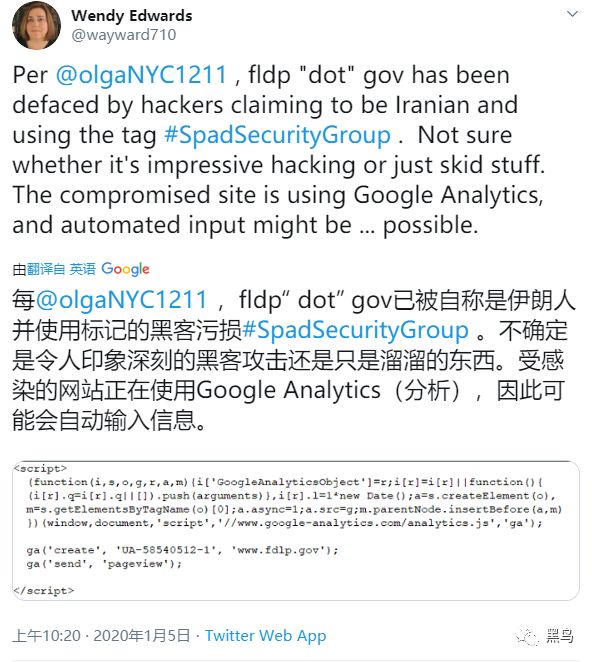 Wendy Edwards
@wayward710
Per @olgaNYC1211 , fldp "dot" gov has been
defaced by hackers claiming to be Iranian and
using the tag #SpadSecurityGroup .  Not sure
whether it's impressive hacking or just skid stuff.
The compromised site is using Google Analytics,
and automated input might be ... possible.
由翻译自 英语 Google
每@olgaNYC1211 ，fldp“ dot” gov已被自称是伊朗人
并使用标记的黑客污损#SpadSecurityGroup 。不确定
是令人印象深刻的黑客攻击还是只是溜溜的东西。受感
染的网站正在使用Google Analytics（分析），因此可
能会自动输入信息。
<script>
(function(i,s,o,g,r,a,m){i['GoogleAnalyticsObject']=r;i[r]=i[r]||function(){
(i[r].q=i[r].q||[]).push(arguments)},i[r].l=1*new Date();a=s.createElement(o),
m=s.getElementsByTagName(o)[0];a.async=1;a.src=g;m.parentNode.insertBefore(a,m)
})(window,document,'script','//www.google-analytics.com/analytics.js','ga');
ga('create', 'UA-58540512-1', 'www.fdlp.gov');
ga('send', 'pageview');
</script>
上午10:20 · 2020年1月5日 · Twitter Web App
黑鸟